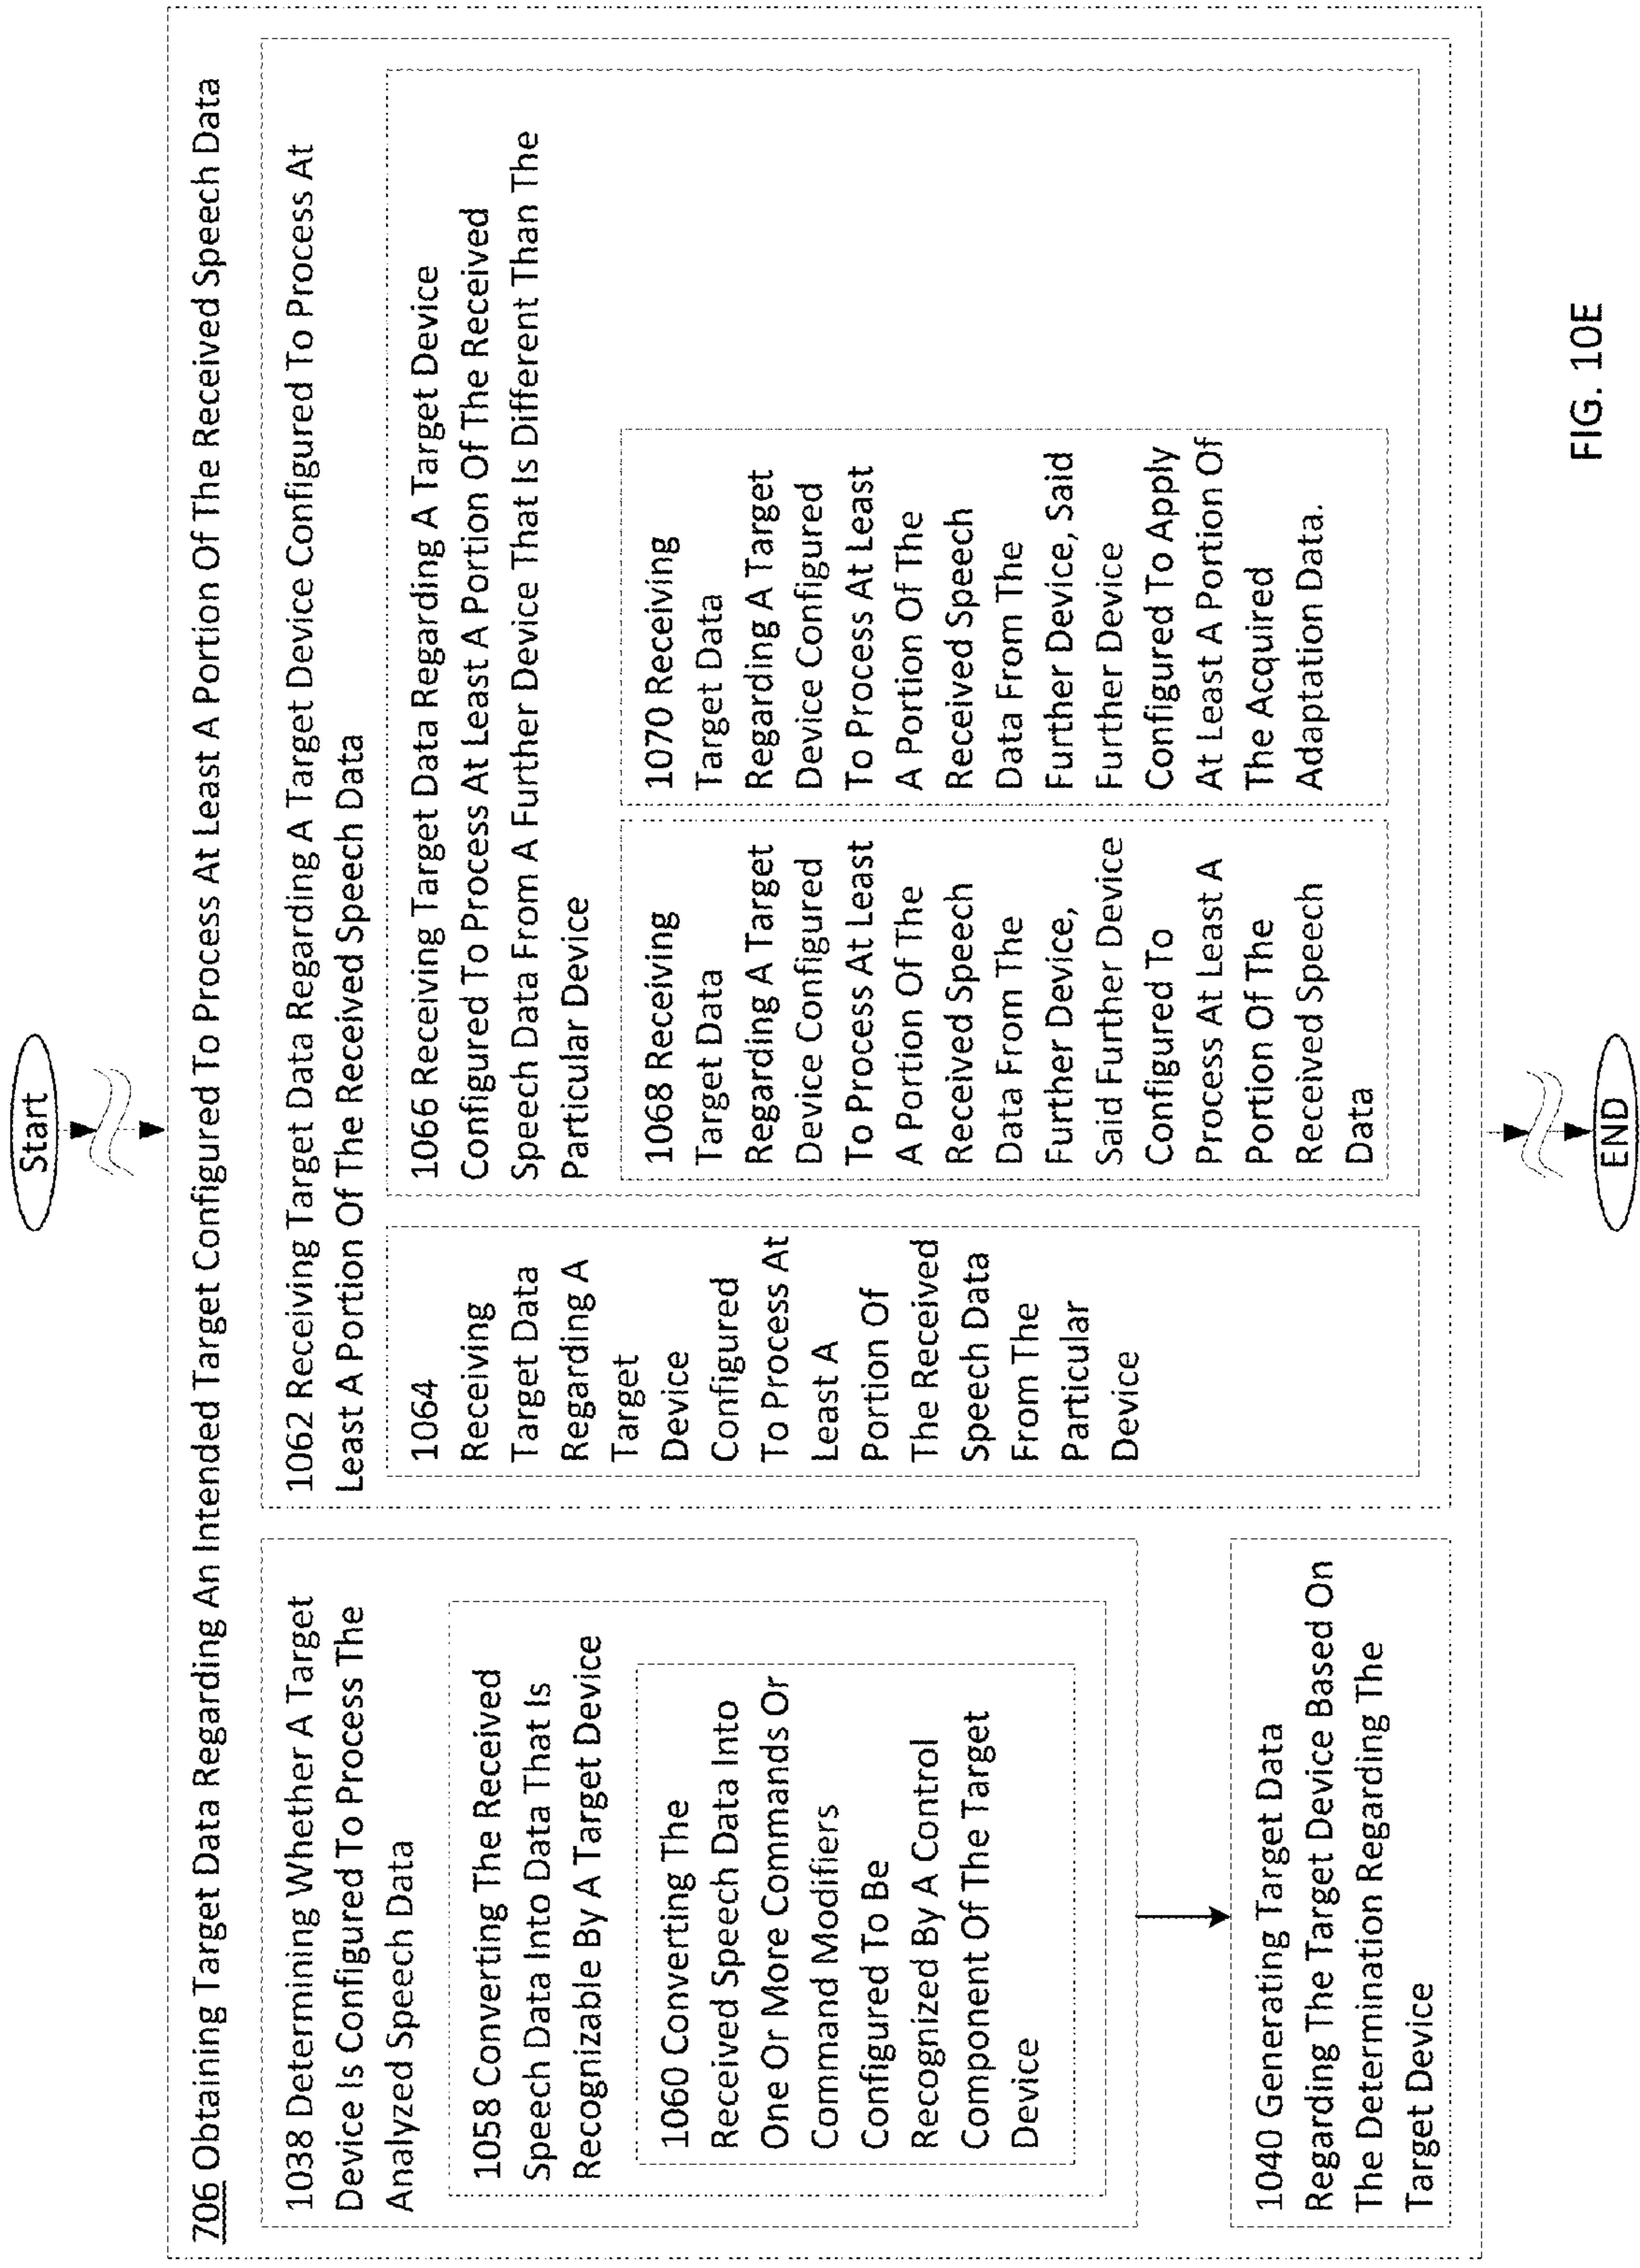 Start
706 Obtaining Target Data Regarding An Intended Target Configured To Process At Least A Portion Of The Received Speech Data
1038 Determining Whether A Target
Device Is Configured To Process The
Analyzed Speech Data
1058 Converting The Received
Speech Data Into Data That Is
Recognizable By A Target Device
1060 Converting The
Received Speech Data Into
One Or More Commands Or
Command Modifiers
Configured To Be
Recognized By A Control
Component Of The Target
Device
1040 Generating Target Data
Regarding The Target Device Based On
The Determination Regarding The
Target Device
1062 Receiving Target Data Regarding A Target Device Configured To Process At
Least A Portion Of The Received Speech Data
1064
Receiving
Target Data
Regarding A
Target
Device
Configured
To Process At
Least A
Portion Of
The Received
Speech Data
From The
Particular
Device
1066 Receiving Target Data Regarding A Target Device
Configured To Process At Least A Portion Of The Received
Speech Data From A Further Device That Is Different Than The
Particular Device
1068 Receiving
Target Data
Regarding A Target
Device Configured
To Process At Least
A Portion Of The
Received Speech
Data From The
Further Device,
Said Further Device
Configured To
Process At Least A
Portion Of The
Received Speech
Data
1070 Receiving
Target Data
Regarding A Target
Device Configured
To Process At Least
A Portion Of The
Received Speech
Data From The
Further Device, Said
Further Device
Configured To Apply
At Least A Portion Of
The Acquired
Adaptation Data.
END
FIG. 10E